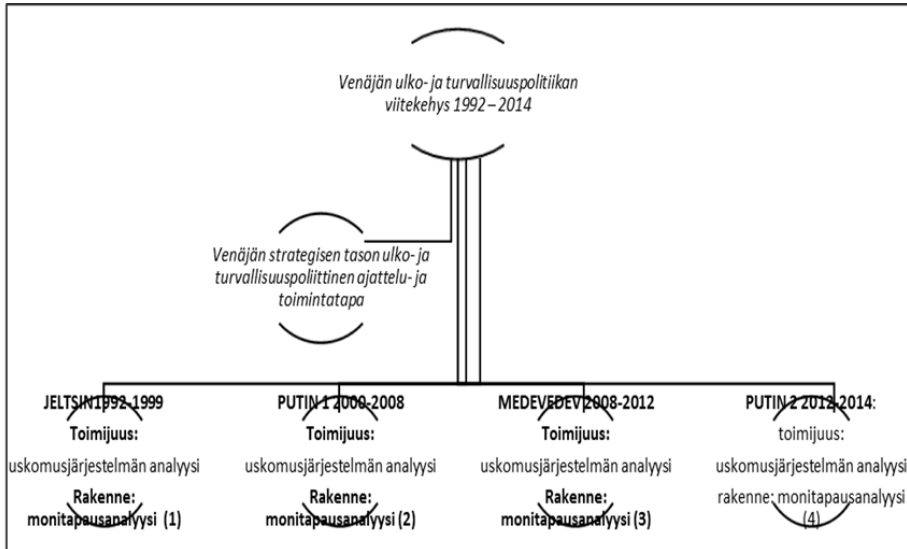 Venäjän ulko- ja turvallisuuspolitiikan
viitekehys 1992 – 2014
Venäjän strategisen tason ulko- ja
turvallisuuspoliittinen ajattelu- ja
toimintatapa
JELTSIN1992-1999
Toimijuus:
uskomusjärjestelmän analyysi
Rakenne:
monitapausanalyysi (1)
PUTIN 1 2000-2008
Toimijuus:
uskomusjärjestelmän analyysi
Rakenne:
monitapausanalyysi (2)
MEDEVEDEV 2008-2012
Toimijuus:
uskomusjärjestelmän analyysi
Rakenne:
monitapausanalyysi (3)
PUTIN 2 2012-2014:
toimijuus:
uskomusjärjestelmän analyysi
rakenne: monitapausanalyysi
(4)